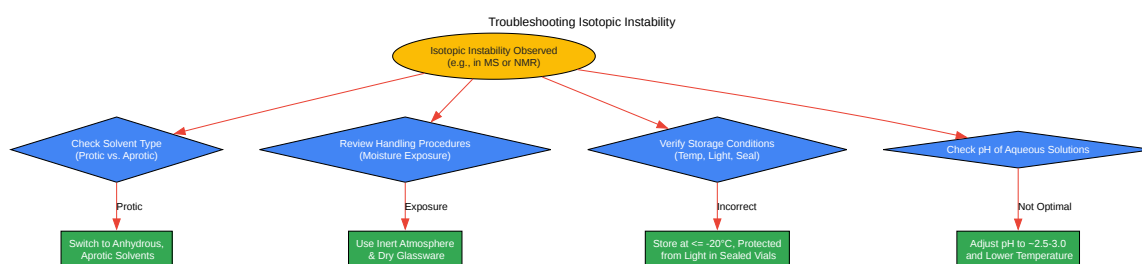 Troubleshooting Isotopic Instability
Isotopic Instability Observed
(e.g., in MS or NMR)
Check Solvent Type
(Protic vs. Aprotic)
Review Handling Procedures
(Moisture Exposure)
Verify Storage Conditions
(Temp, Light, Seal)
Check pH of Aqueous Solutions
Protic
Exposure
Incorrect
Not Optimal
Switch to Anhydrous,
Aprotic Solvents
Use Inert Atmosphere
& Dry Glassware
Store at <= -20°C, Protected
from Light in Sealed Vials
Adjust pH to ~2.5-3.0
and Lower Temperature